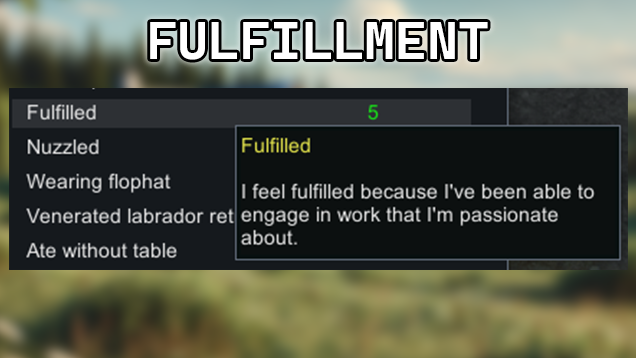 FULFILLMENT
Fulfilled 5
Nuzzled
Wearing flophat
Venerated labrador ret
Ate without table
Fulfilled
I feel fulfilled because I've been able to
engage in work that I'm passionate
about.